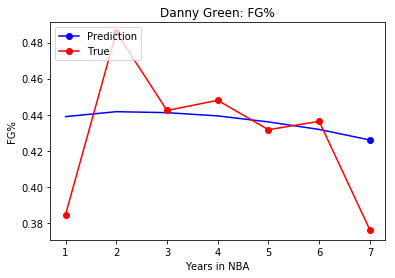 Danny Green: FG%
Prediction
True
0.48
0.46
0.44
0.42
0.40
0.38
FG%
1 2 3 4 5 6 7
Years in NBA